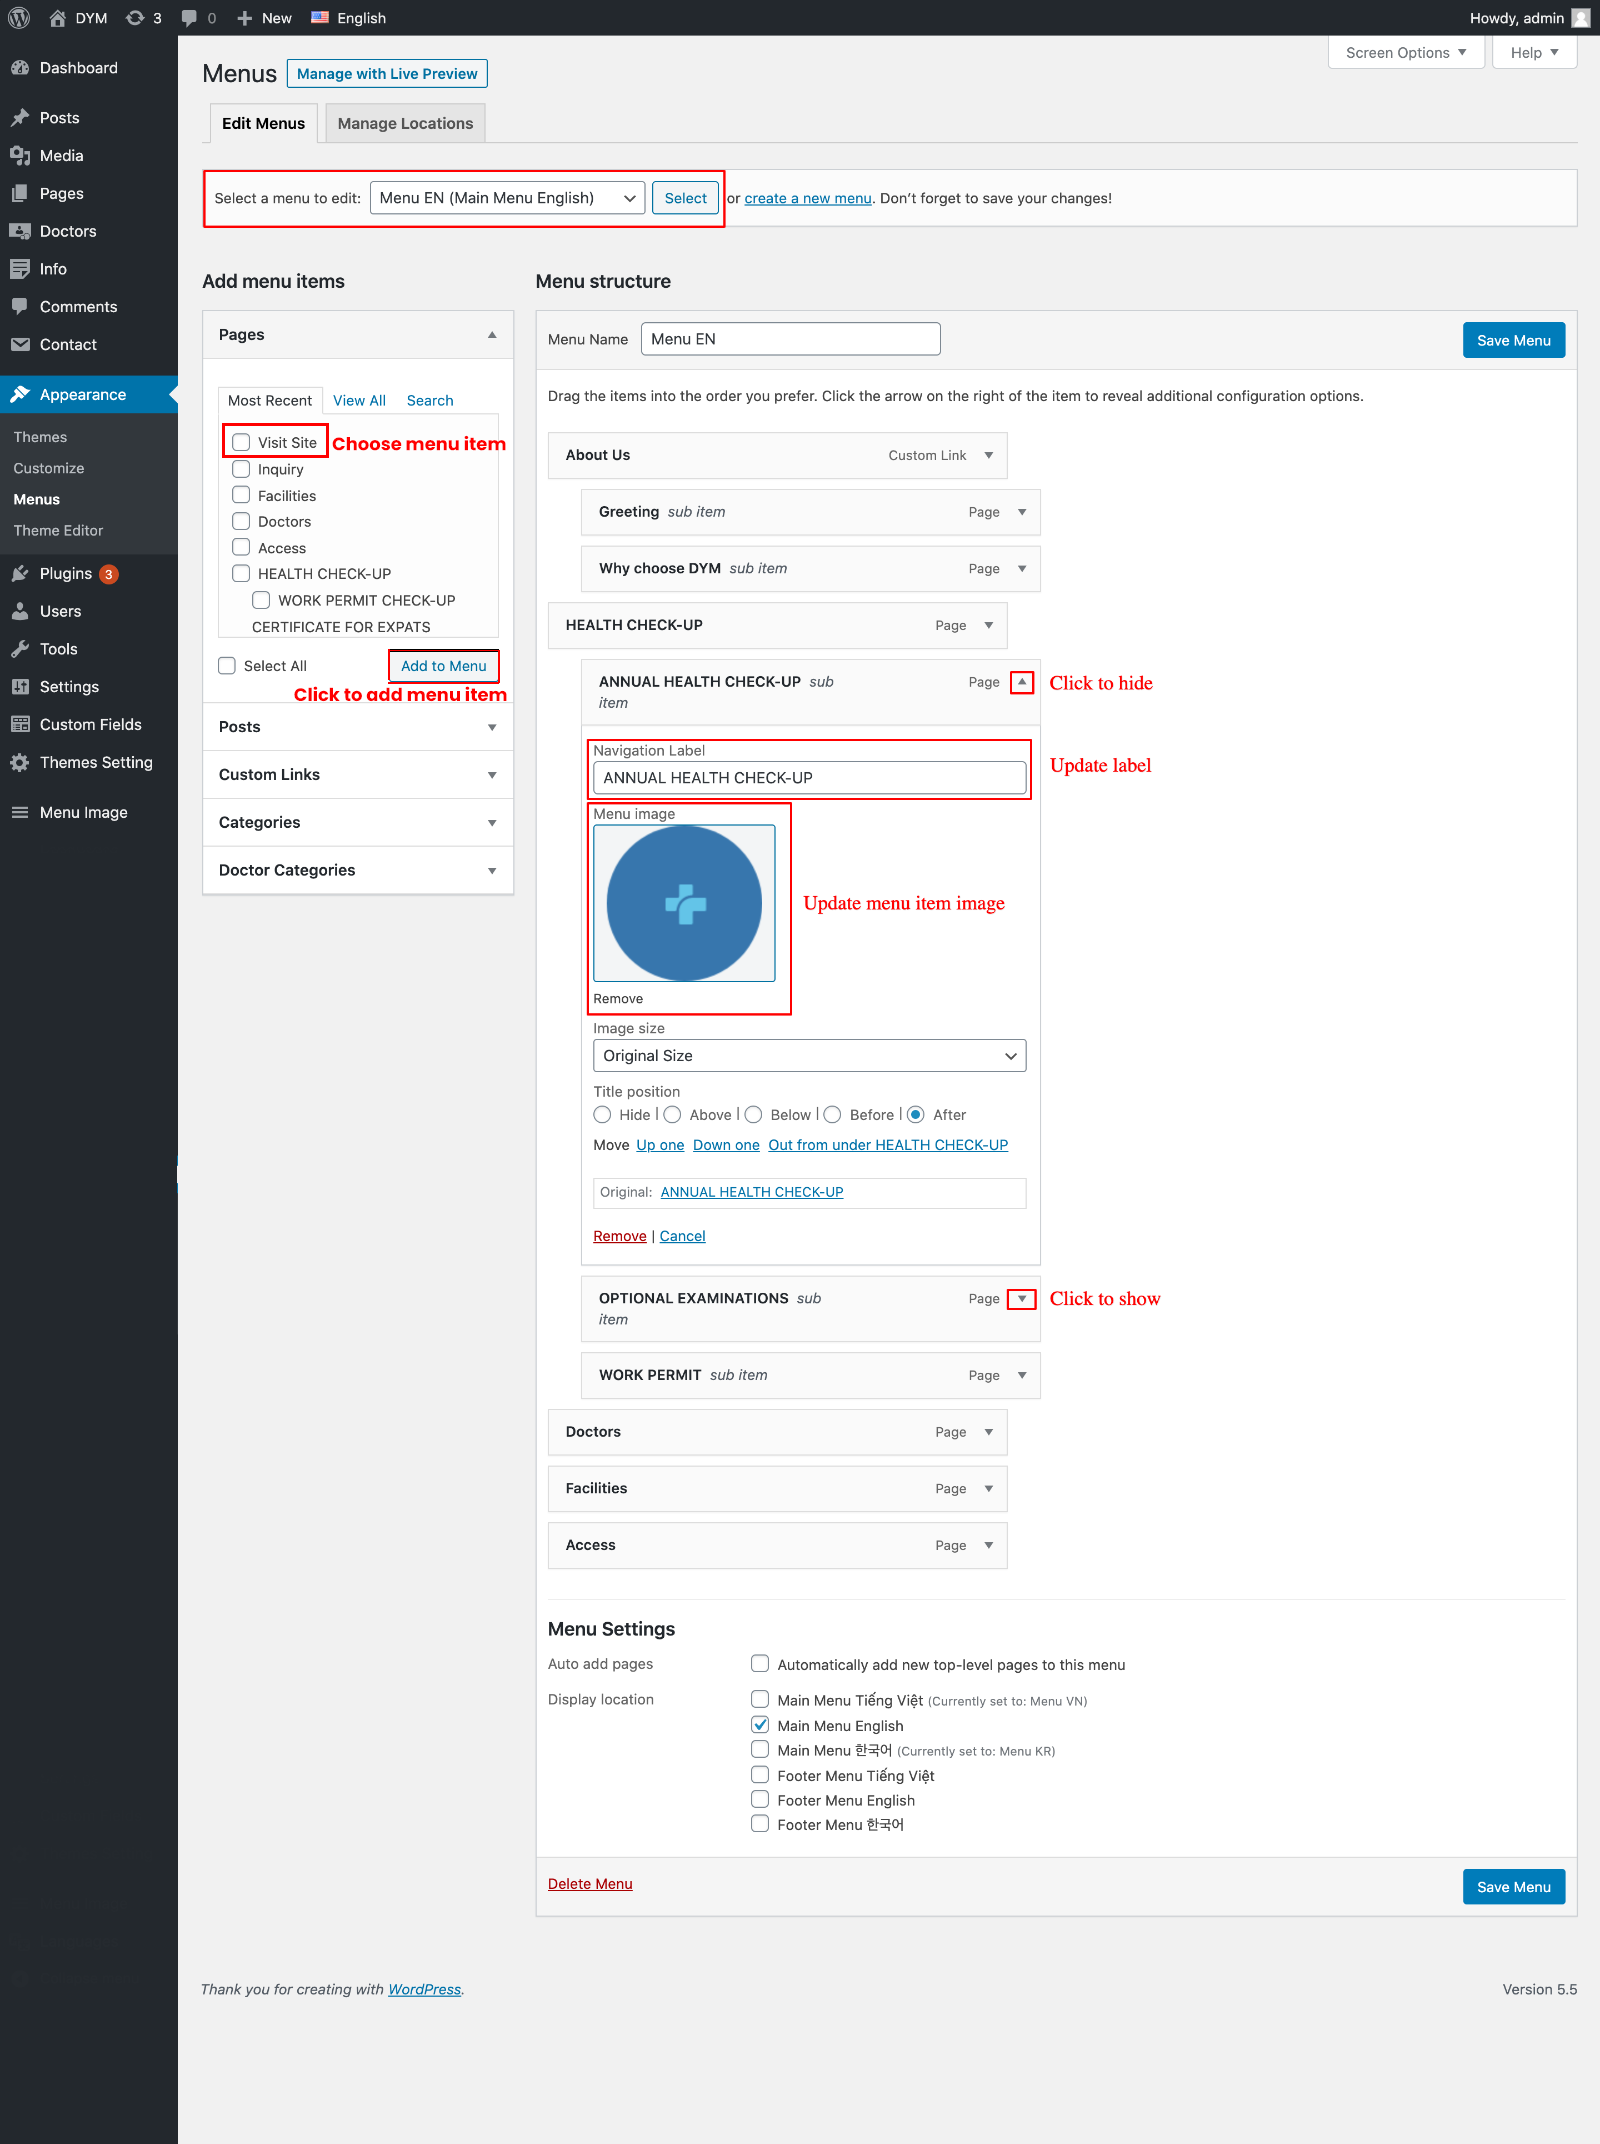 DYM 3 0 New English Howdy, admin
Screen Options Help
Dashboard
Posts
Media
Pages
Doctors
Info
Comments
Contact
Appearance
Themes
Customize
Menus
Theme Editor
Plugins 3
Users
Tools
Settings
Custom Fields
Themes Setting
Menu Image
Menus Manage with Live Preview
Edit Menus Manage Locations
Select a menu to edit: Menu EN (Main Menu English) Select or create a new menu. Don't forget to save your changes!
Add menu items
Pages
Most Recent View All Search
Visit Site Choose menu item
Inquiry
Facilities
Doctors
Access
HEALTH CHECK-UP
WORK PERMIT CHECK-UP
CERTIFICATE FOR EXPATS
Select All Add to Menu
Click to add menu item
Posts
Custom Links
Categories
Doctor Categories
Menu structure
Menu Name Menu EN Save Menu
Drag the items into the order you prefer. Click the arrow on the right of the item to reveal additional configuration options.
About Us Custom Link
Greeting sub item Page
Why choose DYM sub item Page
HEALTH CHECK-UP Page
ANNUAL HEALTH CHECK-UP sub Page Click to hide
item
Navigation Label
ANNUAL HEALTH CHECK-UP Update label
Menu image
Update menu item image
Remove
Image size
Original Size
Title position
Hide | Above | Below | Before | After
Move Up one Down one Out from under HEALTH CHECK-UP
Original: ANNUAL HEALTH CHECK-UP
Remove | Cancel
OPTIONAL EXAMINATIONS sub Page Click to show
item
WORK PERMIT sub item Page
Doctors Page
Facilities Page
Access Page
Menu Settings
Auto add pages Automatically add new top-level pages to this menu
Display location Main Menu Tiếng Việt (Currently set to: Menu VN)
Main Menu English
Main Menu 한국어 (Currently set to: Menu KR)
Footer Menu Tiếng Việt
Footer Menu English
Footer Menu 한국어
Delete Menu Save Menu
Thank you for creating with WordPress. Version 5.5